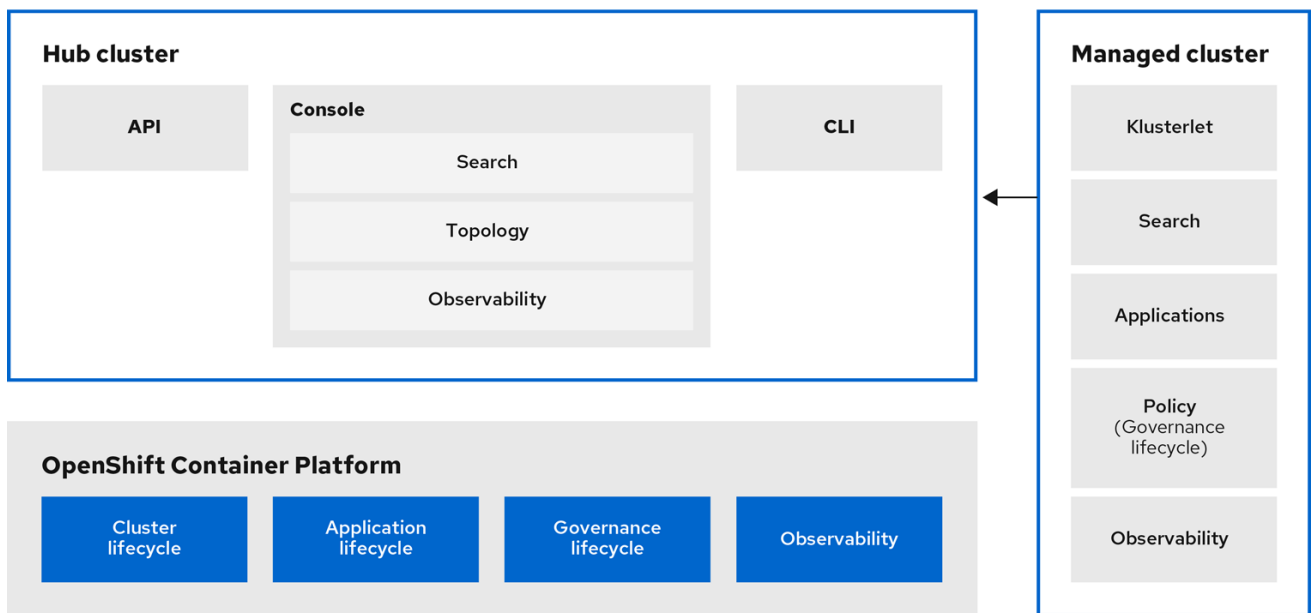 Hub cluster
API
Console
Search
Topology
Observability
CLI
Managed cluster
Klusterlet
Search
Applications
Policy
(Governance
lifecycle)
Observability
OpenShift Container Platform
Cluster
lifecycle
Application
lifecycle
Governance
lifecycle
Observability